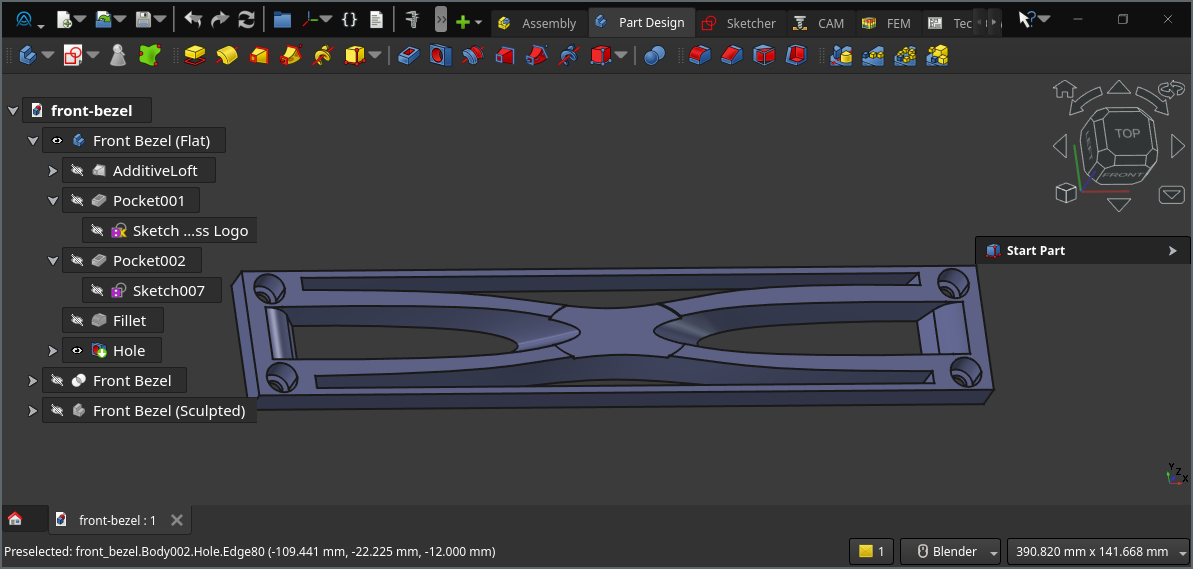 Assembly
Part Design
Sketcher
CAM
FEM
Tec
front-bezel
Front Bezel (Flat)
AdditiveLoft
Pocket001
Sketch ...ss Logo
Pocket002
Sketch007
Fillet
Hole
Front Bezel
Front Bezel (Sculpted)
TOP
LEFT
FRONT
Start Part
Y
Z
X
front-bezel : 1
Preselected: front_bezel.Body002.Hole.Edge80 (-109.441 mm, -22.225 mm, -12.000 mm)
1
Blender
390.820 mm x 141.668 mm